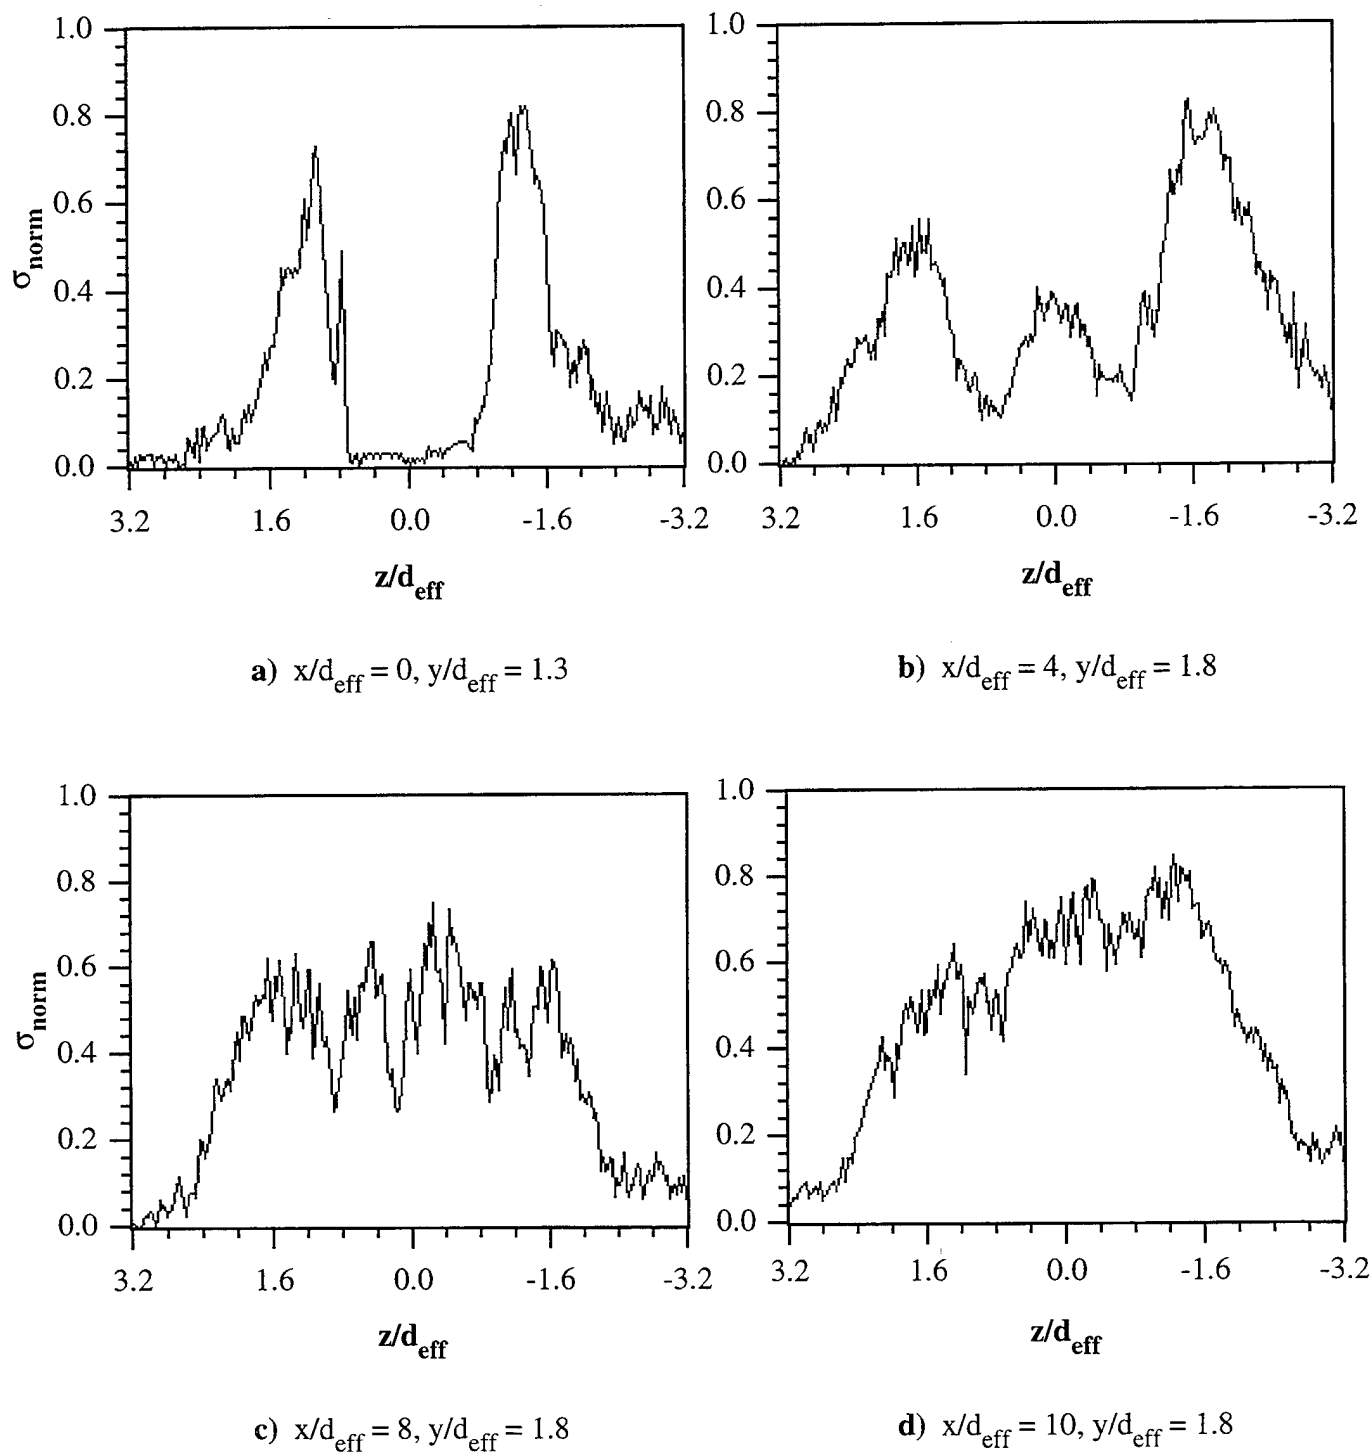 1.0
0.8
0.6
0.4
0.2
0.0
σnorm
3.2 1.6 0.0 -1.6 -3.2
z/deff
a) x/deff = 0, y/deff = 1.3
1.0
0.8
0.6
0.4
0.2
0.0
3.2 1.6 0.0 -1.6 -3.2
z/deff
b) x/deff = 4, y/deff = 1.8
1.0
0.8
0.6
0.4
0.2
0.0
σnorm
3.2 1.6 0.0 -1.6 -3.2
z/deff
c) x/deff = 8, y/deff = 1.8
1.0
0.8
0.6
0.4
0.2
0.0
3.2 1.6 0.0 -1.6 -3.2
z/deff
d) x/deff = 10, y/deff = 1.8